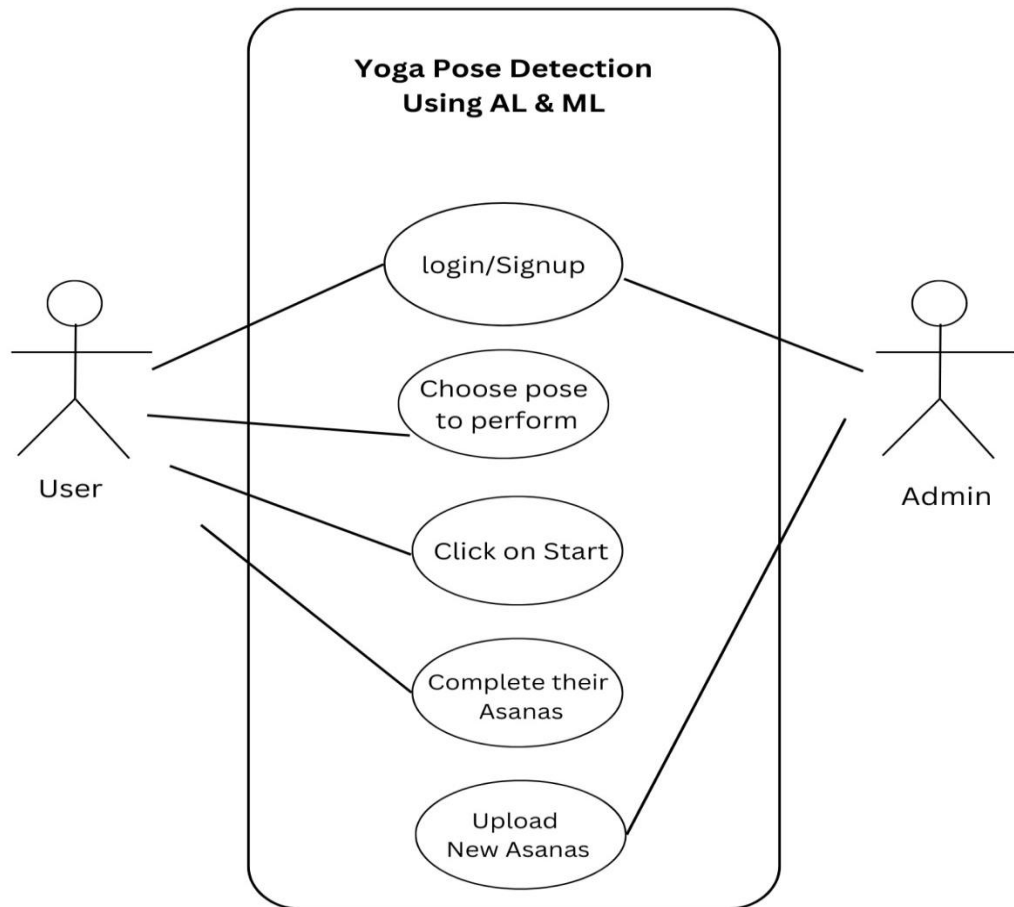 Yoga Pose Detection
Using AL & ML
login/Signup
Choose pose
to perform
User
Admin
Click on Start
Complete their
Asanas
Upload
New Asanas